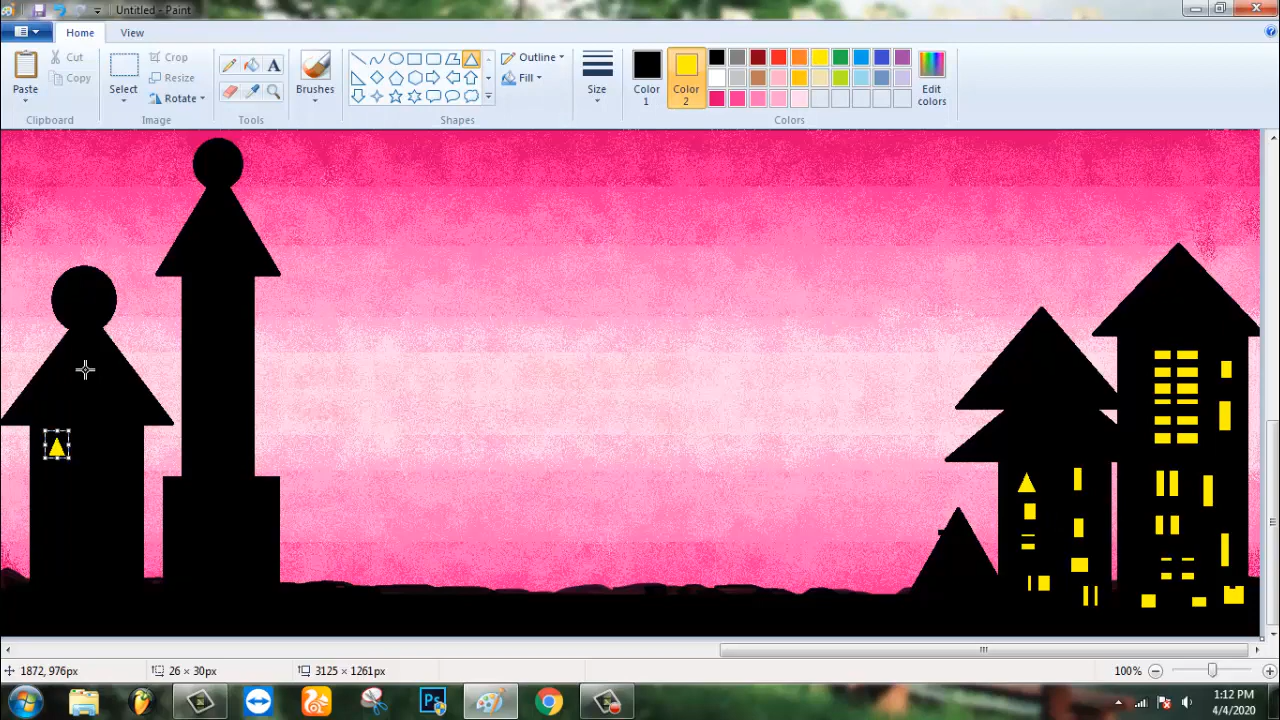 Untitled - Paint
Home View
Paste
Cut
Copy
Clipboard
Select
Crop
Resize
Rotate
Image
A
Tools
Brushes
Outline
Fill
Shapes
Size
Color
1
Color
2
Edit
colors
Colors
1872, 976px
26 × 30px
3125 × 1261px
100%
Ps
1:12 PM
4/4/2020